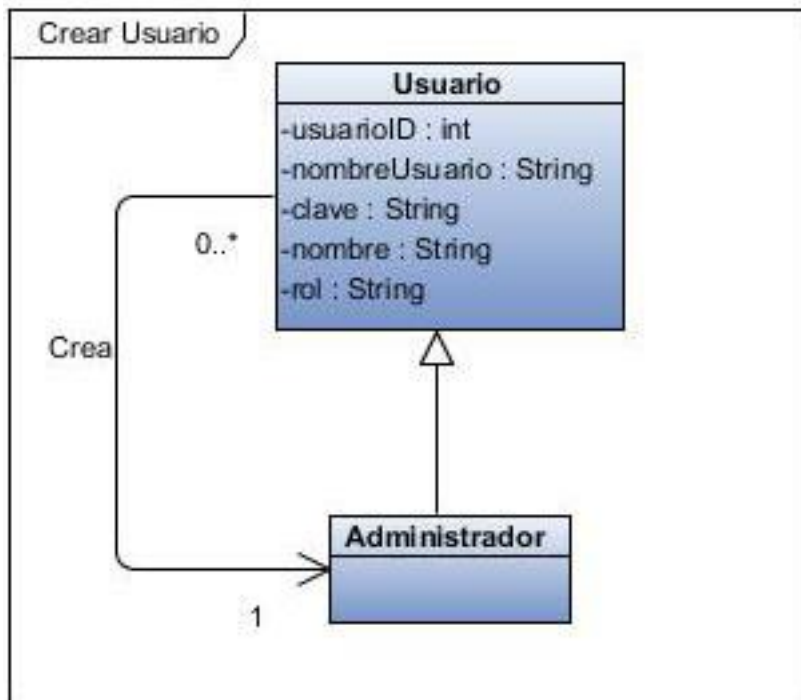 Crear Usuario
Usuario
-usuarioID : int
-nombreUsuario : String
-clave : String
-nombre : String
-rol : String
0..*
Crea
Administrador
1